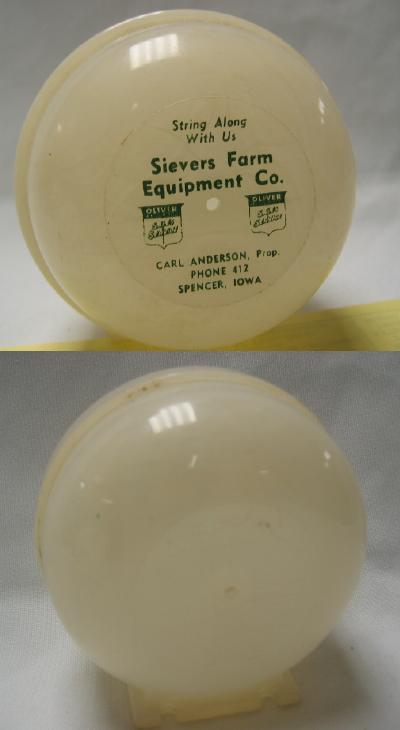 String Along
With Us
Sievers Farm
Equipment Co.
OLIVER OLIVER
CARL ANDERSON, Prop.
PHONE 412
SPENCER, IOWA